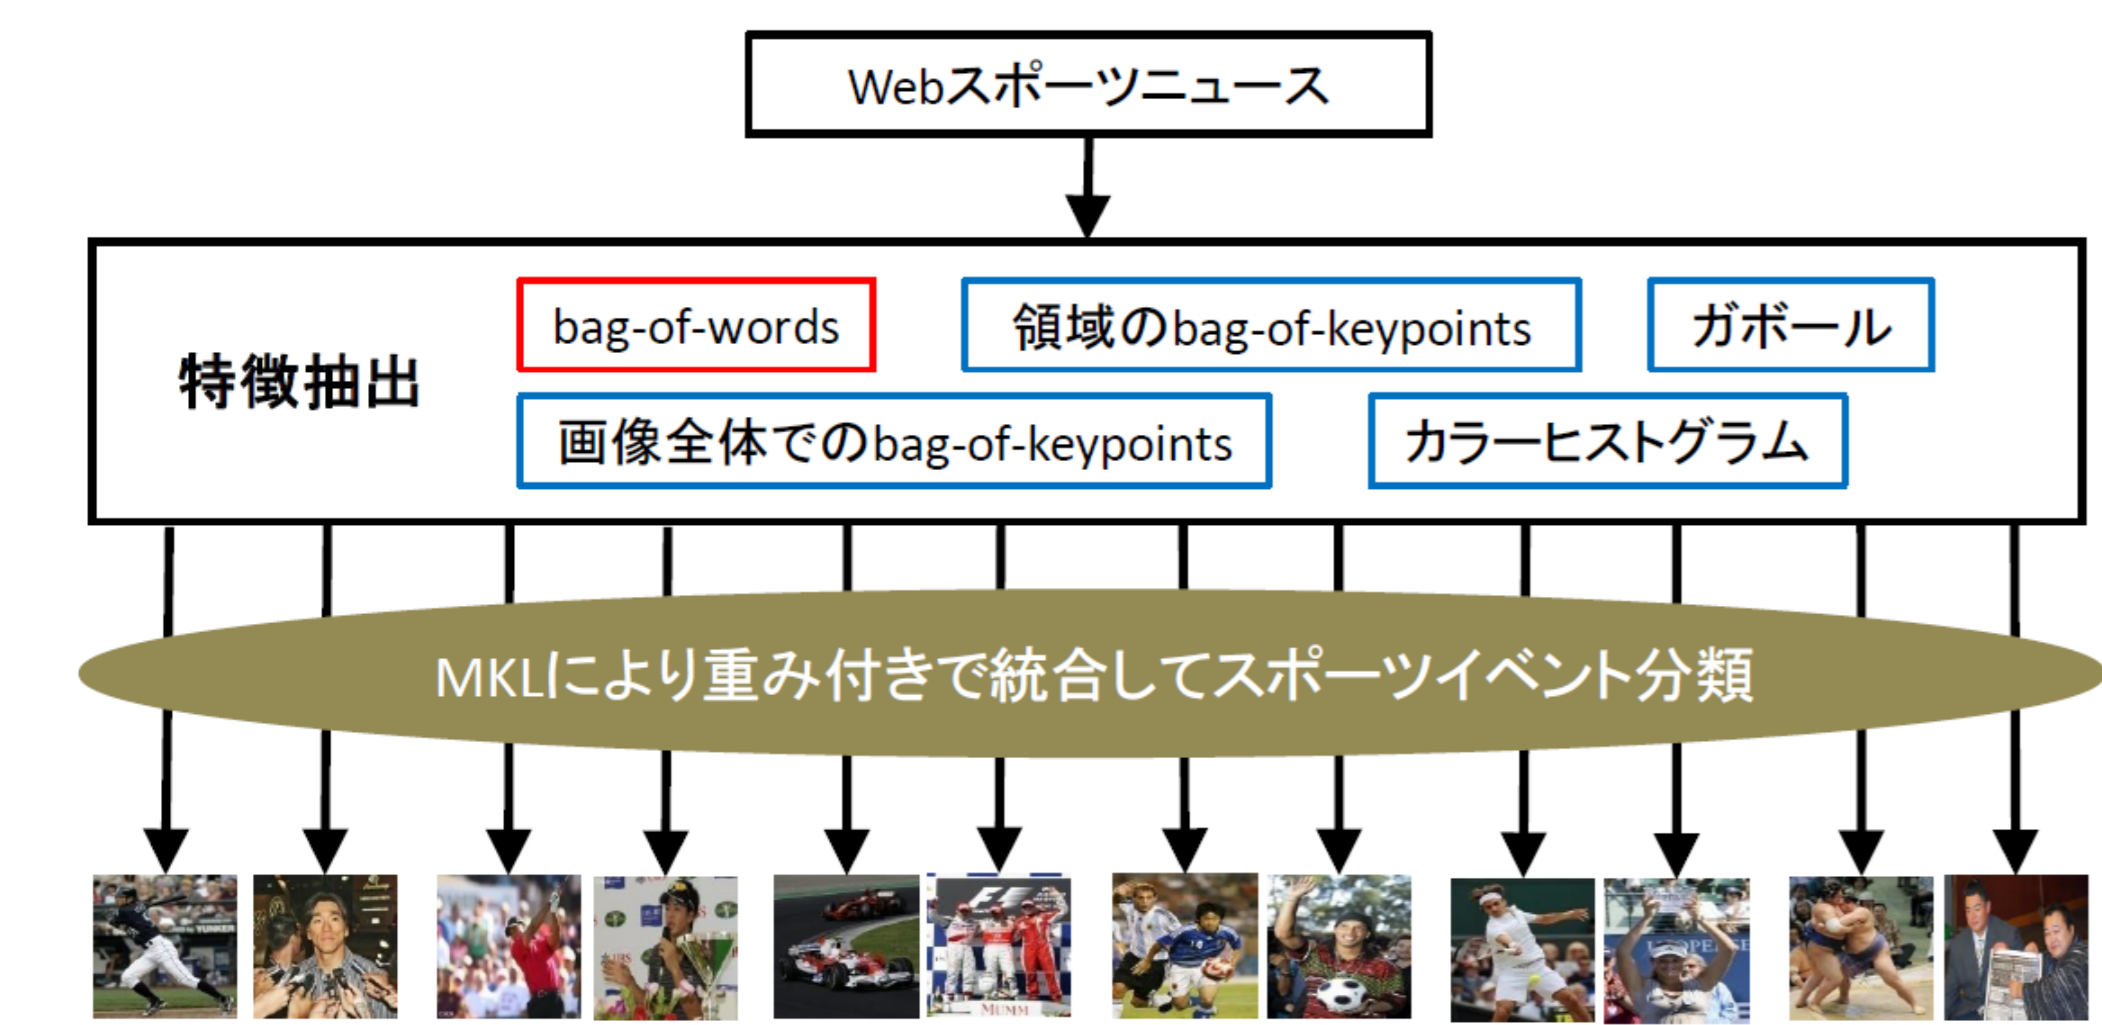 Webスポーツニュース
bag-of-words
領域のbag-of-keypoints
ガボール
特徴抽出
画像全体でのbag-of-keypoints
カラーヒストグラム
MKLにより重み付きで統合してスポーツイベント分類
YUNKER
MUMM